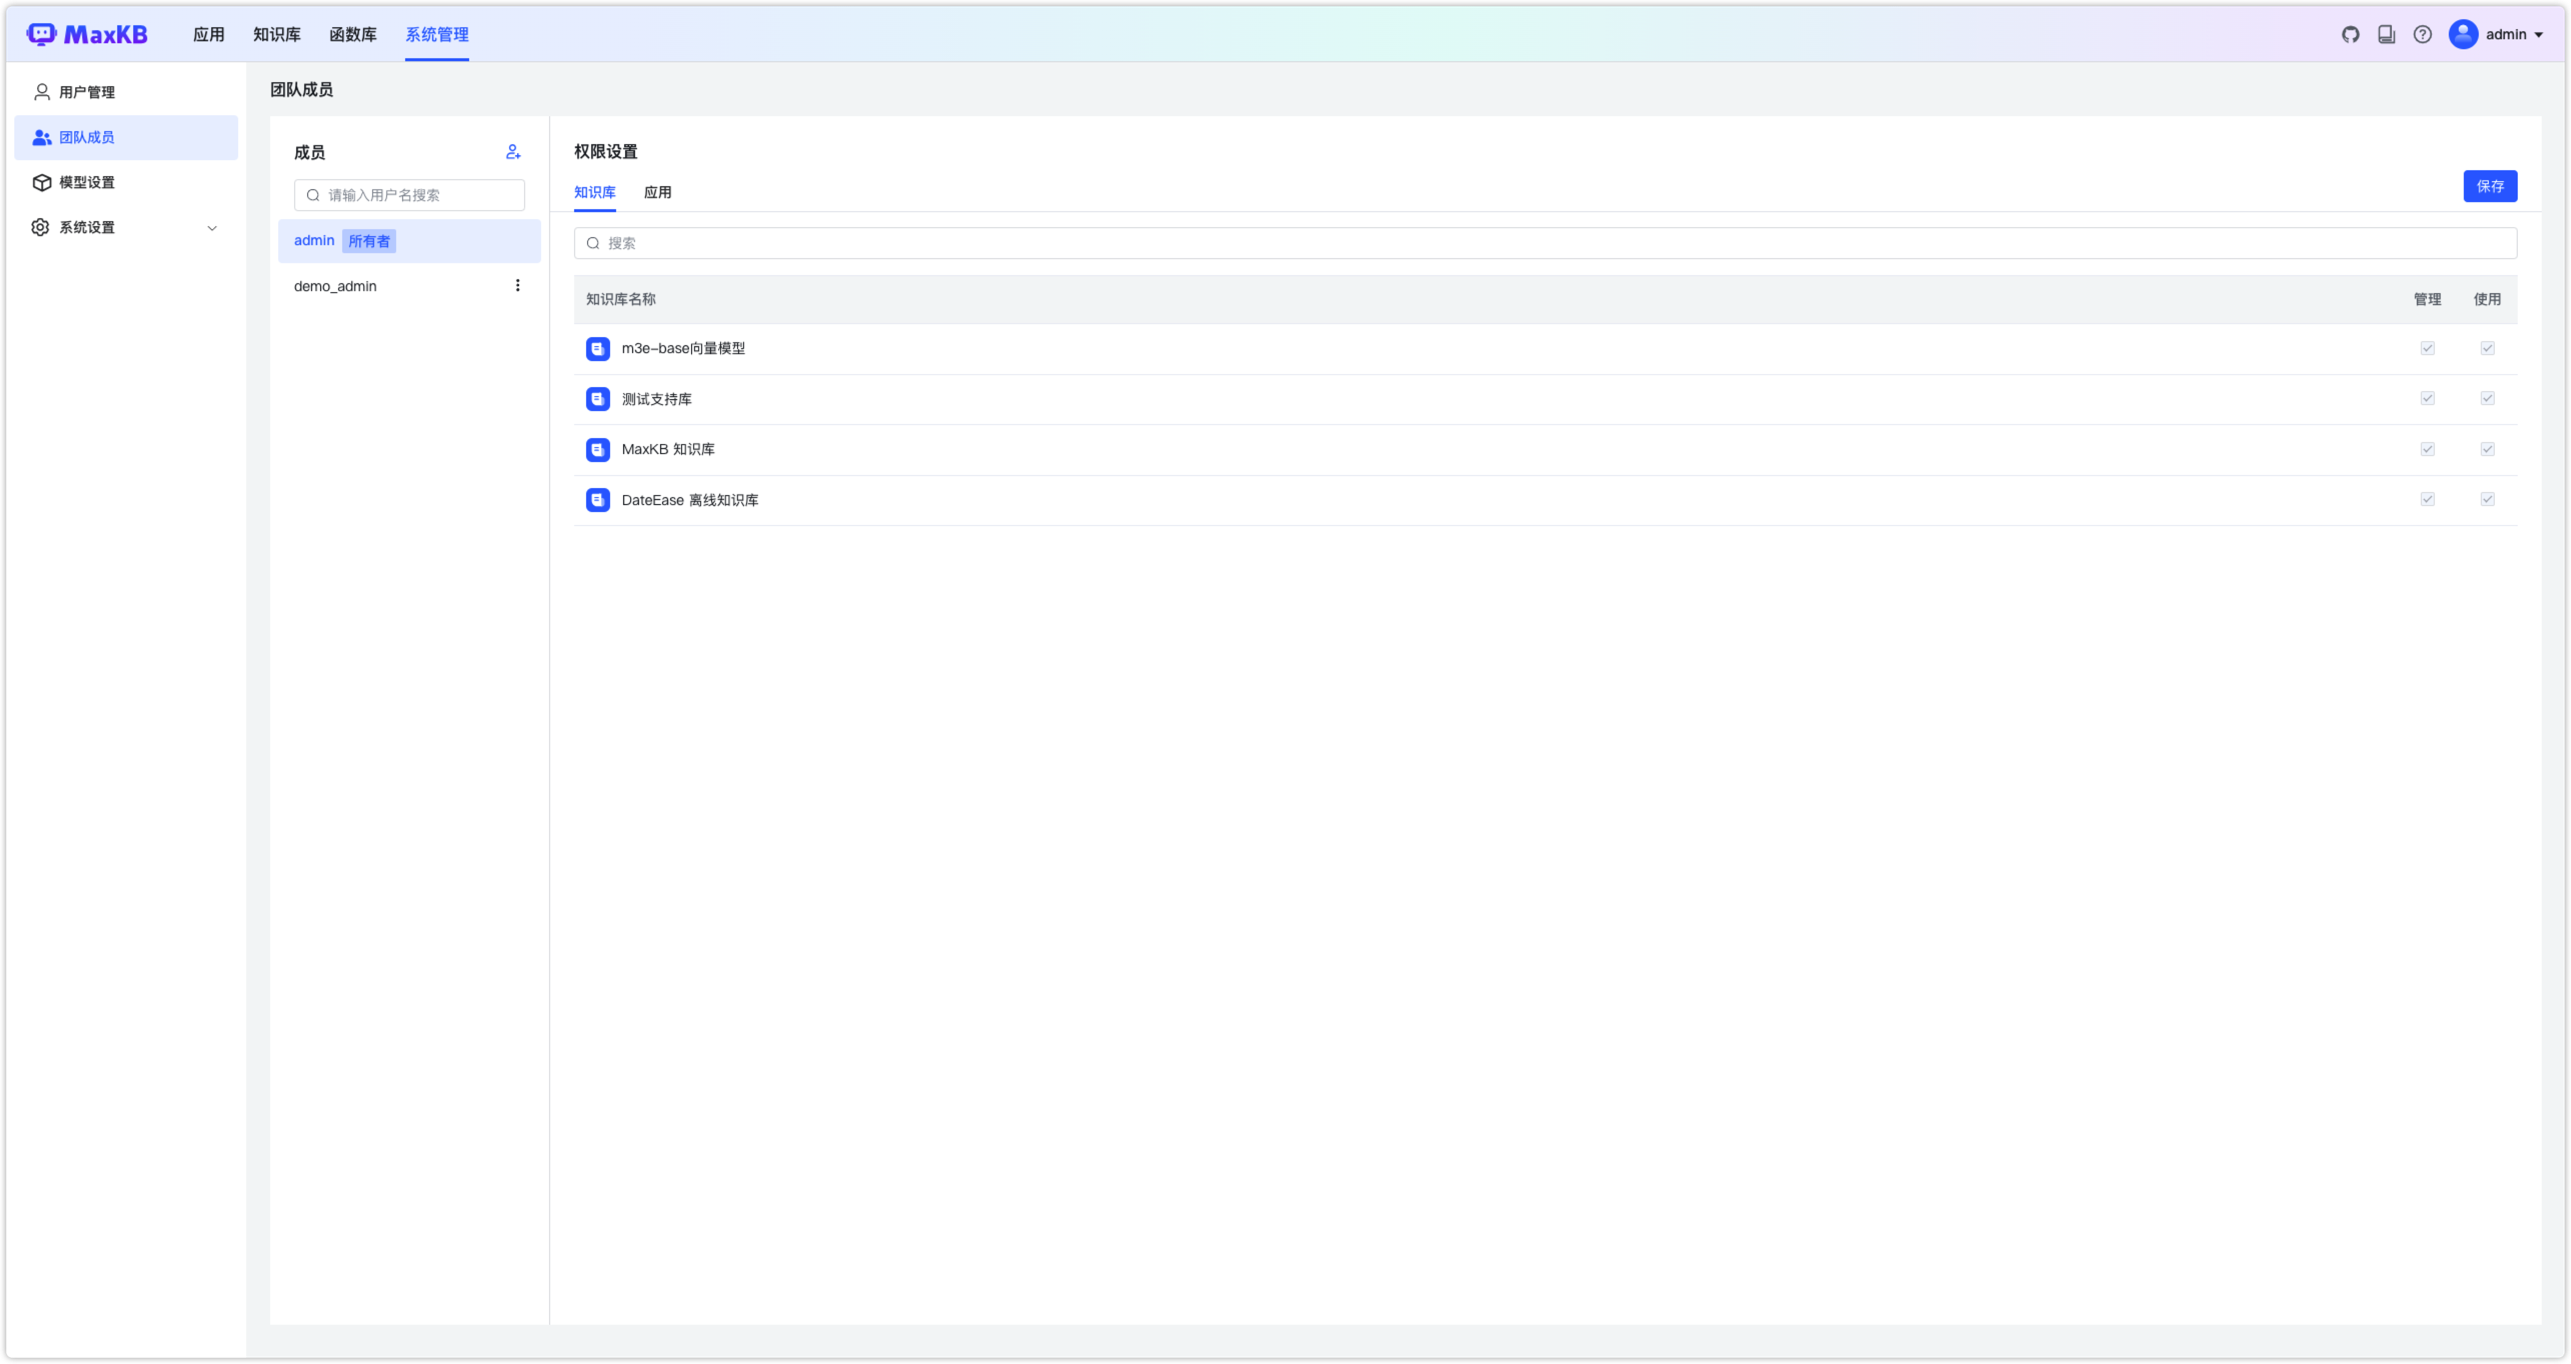 MaxKB 应用 知识库 函数库 系统管理 admin
用户管理
团队成员
模型设置
系统设置
团队成员
成员
请输入用户名搜索
admin 所有者
demo_admin
权限设置
知识库 应用
保存
搜索
知识库名称 管理 使用
m3e-base向量模型
测试支持库
MaxKB 知识库
DateEase 离线知识库